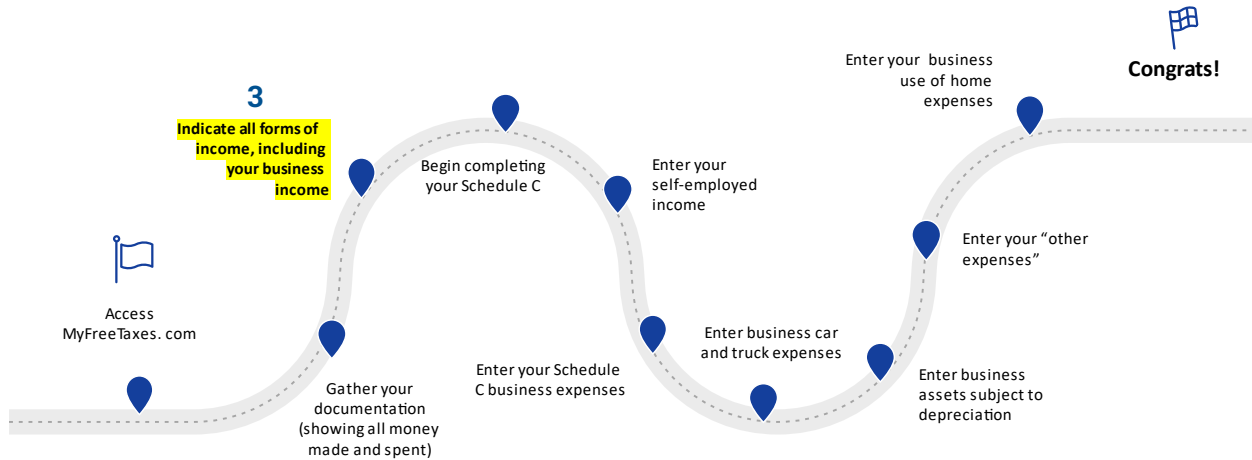 Access
MyFreeTaxes. com
Gather your
documentation
(showing all money
made and spent)
3
Indicate all forms of
income, including
your business
income
Begin completing
your Schedule C
Enter your
self-employed
income
Enter your Schedule
C business expenses
Enter business car
and truck expenses
Enter business
assets subject to
depreciation
Enter your “other
expenses”
Enter your business
use of home
expenses
Congrats!